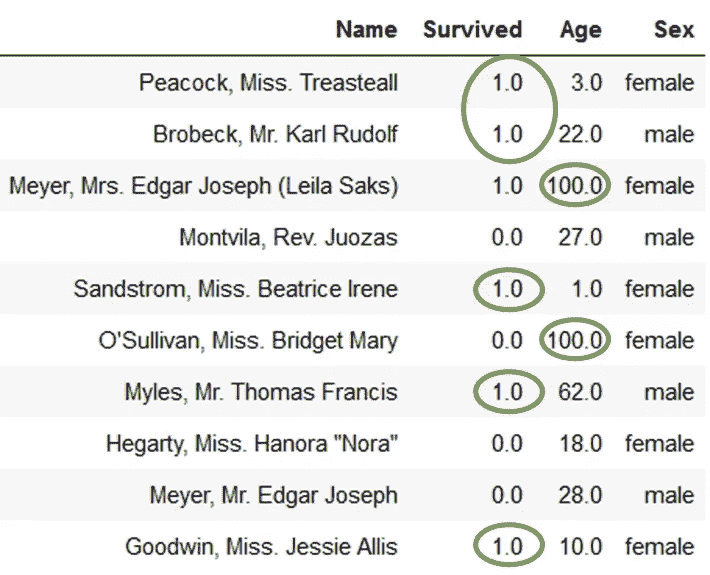 Name Survived Age Sex
Peacock, Miss. Treasteall 1.0 3.0 female
Brobeck, Mr. Karl Rudolf 1.0 22.0 male
Meyer, Mrs. Edgar Joseph (Leila Saks) 1.0 100.0 female
Montvila, Rev. Juozas 0.0 27.0 male
Sandstrom, Miss. Beatrice Irene 1.0 1.0 female
O'Sullivan, Miss. Bridget Mary 0.0 100.0 female
Myles, Mr. Thomas Francis 1.0 62.0 male
Hegarty, Miss. Hanora "Nora" 0.0 18.0 female
Meyer, Mr. Edgar Joseph 0.0 28.0 male
Goodwin, Miss. Jessie Allis 1.0 10.0 female